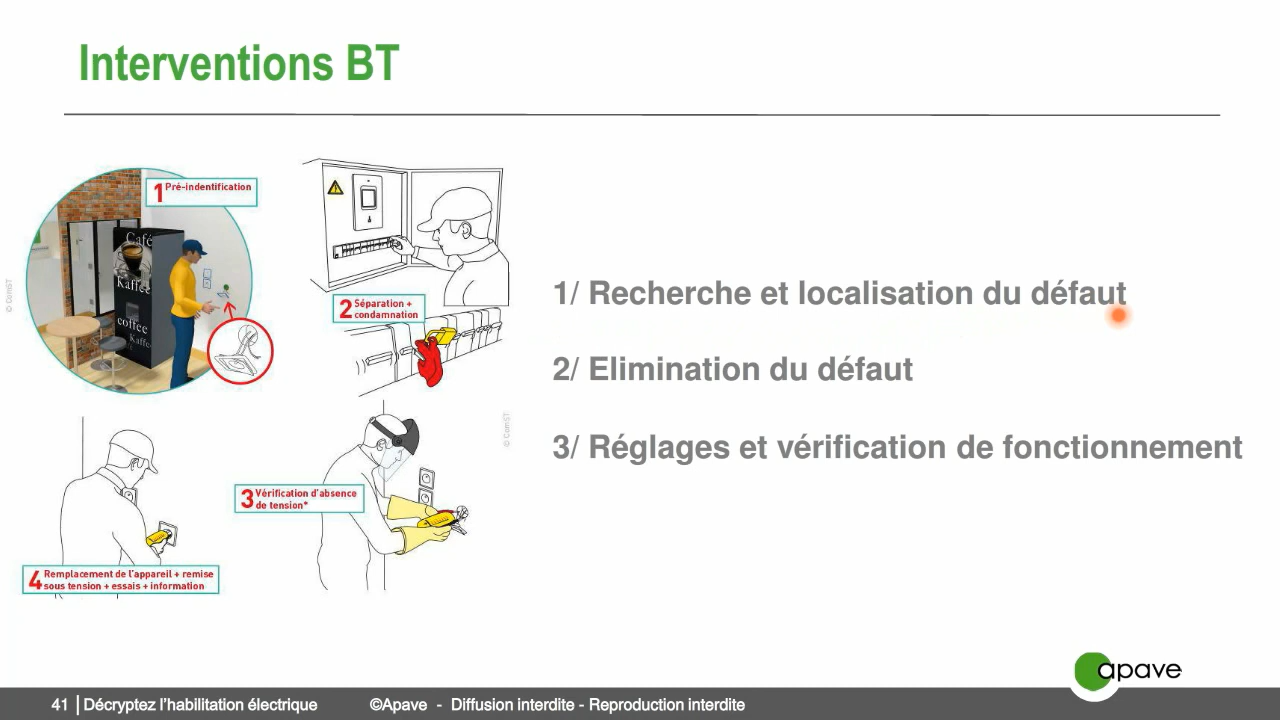 Interventions BT
1 Pré-indentification
Café
Kaffee
coffee
Kaffe
© ComST
2 Séparation +
condamnation
3 Vérification d'absence
de tension*
4 Remplacement de l'appareil + remise
sous tension + essais + information
© ComST
1/ Recherche et localisation du défaut
2/ Elimination du défaut
3/ Réglages et vérification de fonctionnement
apave
41 Décryptez l'habilitation électrique ©Apave - Diffusion interdite - Reproduction interdite